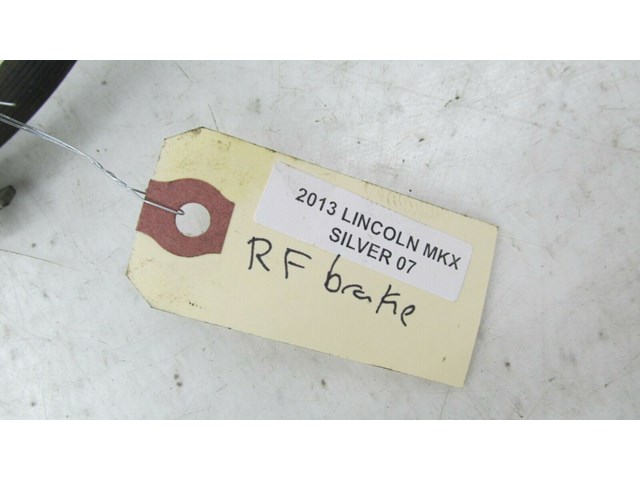 2013 LINCOLN MKX
SILVER 07
RF brake